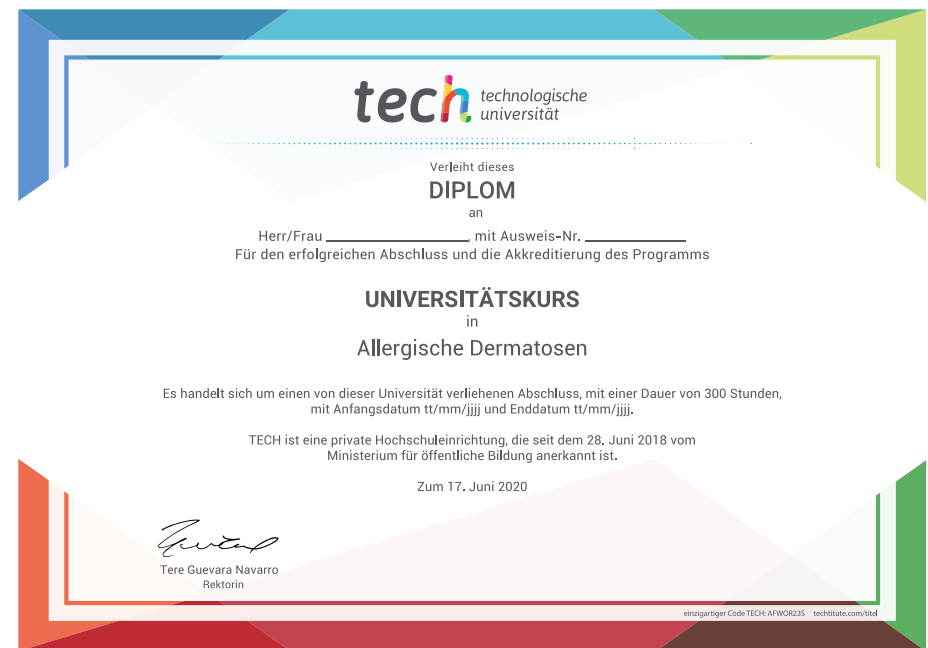 tech technologische
universität
Verleiht dieses
DIPLOM
an
Herr/Frau ____________, mit Ausweis-Nr. ____________
Für den erfolgreichen Abschluss und die Akkreditierung des Programms
UNIVERSITÄTSKURS
in
Allergische Dermatosen
Es handelt sich um einen von dieser Universität verliehenen Abschluss, mit einer Dauer von 300 Stunden,
mit Anfangsdatum tt/mm/jjjj und Enddatum tt/mm/jjjj.
TECH ist eine private Hochschuleinrichtung, die seit dem 28. Juni 2018 vom
Ministerium für öffentliche Bildung anerkannt ist.
Zum 17. Juni 2020
Tere Guevara Navarro
Rektorin
einzigartiger Code TECH: AFWOR23S techtitute.com/titel